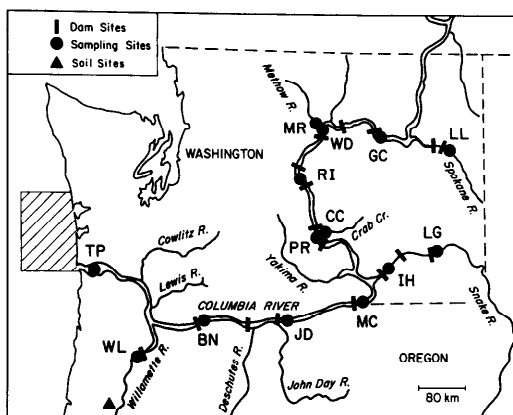 Dam Sites
Sampling Sites
Soil Sites
Methow R.
MR
WD
GC
LL
WASHINGTON
Spokane R.
RI
CC
Crab Cr.
PR
LG
Cowlitz R.
TP
Yakima R.
IH
Lewis R.
COLUMBIA RIVER
Snake R.
MC
BN
JD
WL
Willamette R.
OREGON
Deschutes R.
John Day R.
80 km